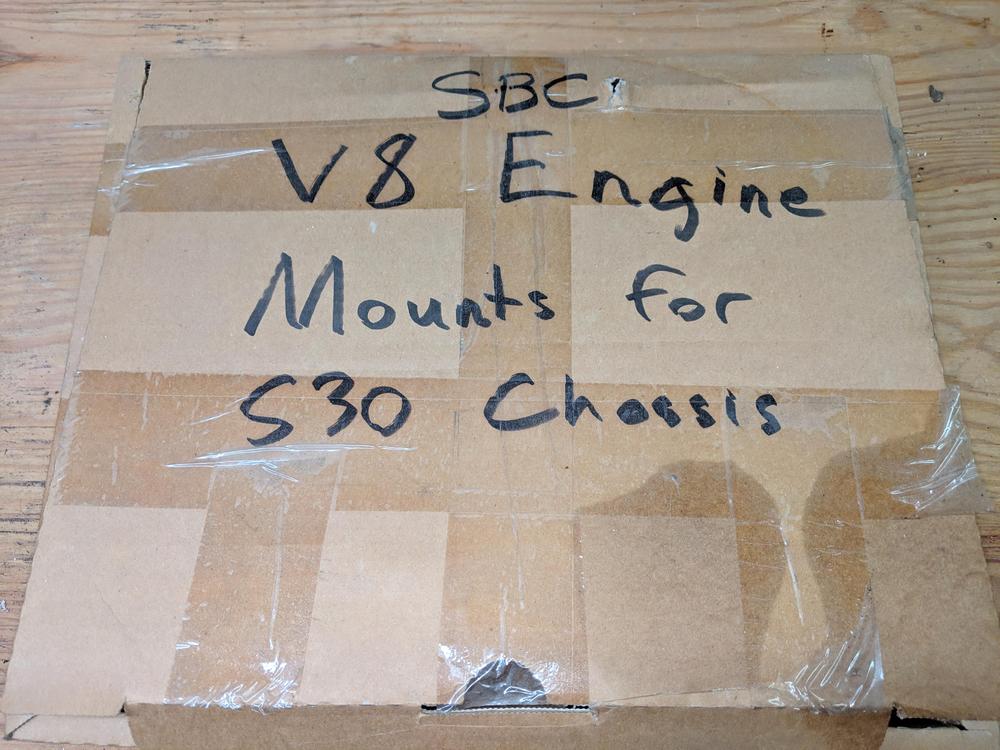 SBC
V8 Engine
Mounts for
S30 Chassis